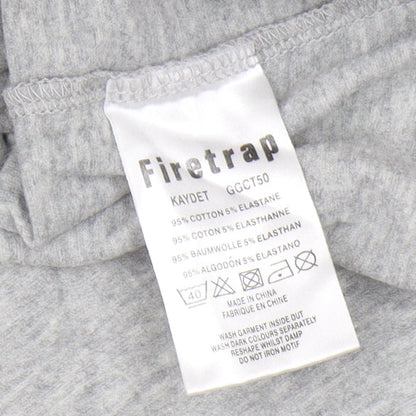 Firetrap
KAYDET GGCT50
95% COTTON 5% ELASTANE
95% COTON 5% ELASTHANNE
95% BAUMWOLLE 5% ELASTHAN
95% ALGODÓN 5% ELASTANO
40
MADE IN CHINA
FABRIQUE EN CHINE
WASH GARMENT INSIDE OUT
WASH DARK COLOURS SEPARATELY
RESHAPE WHILST DAMP
DO NOT IRON MOTIF